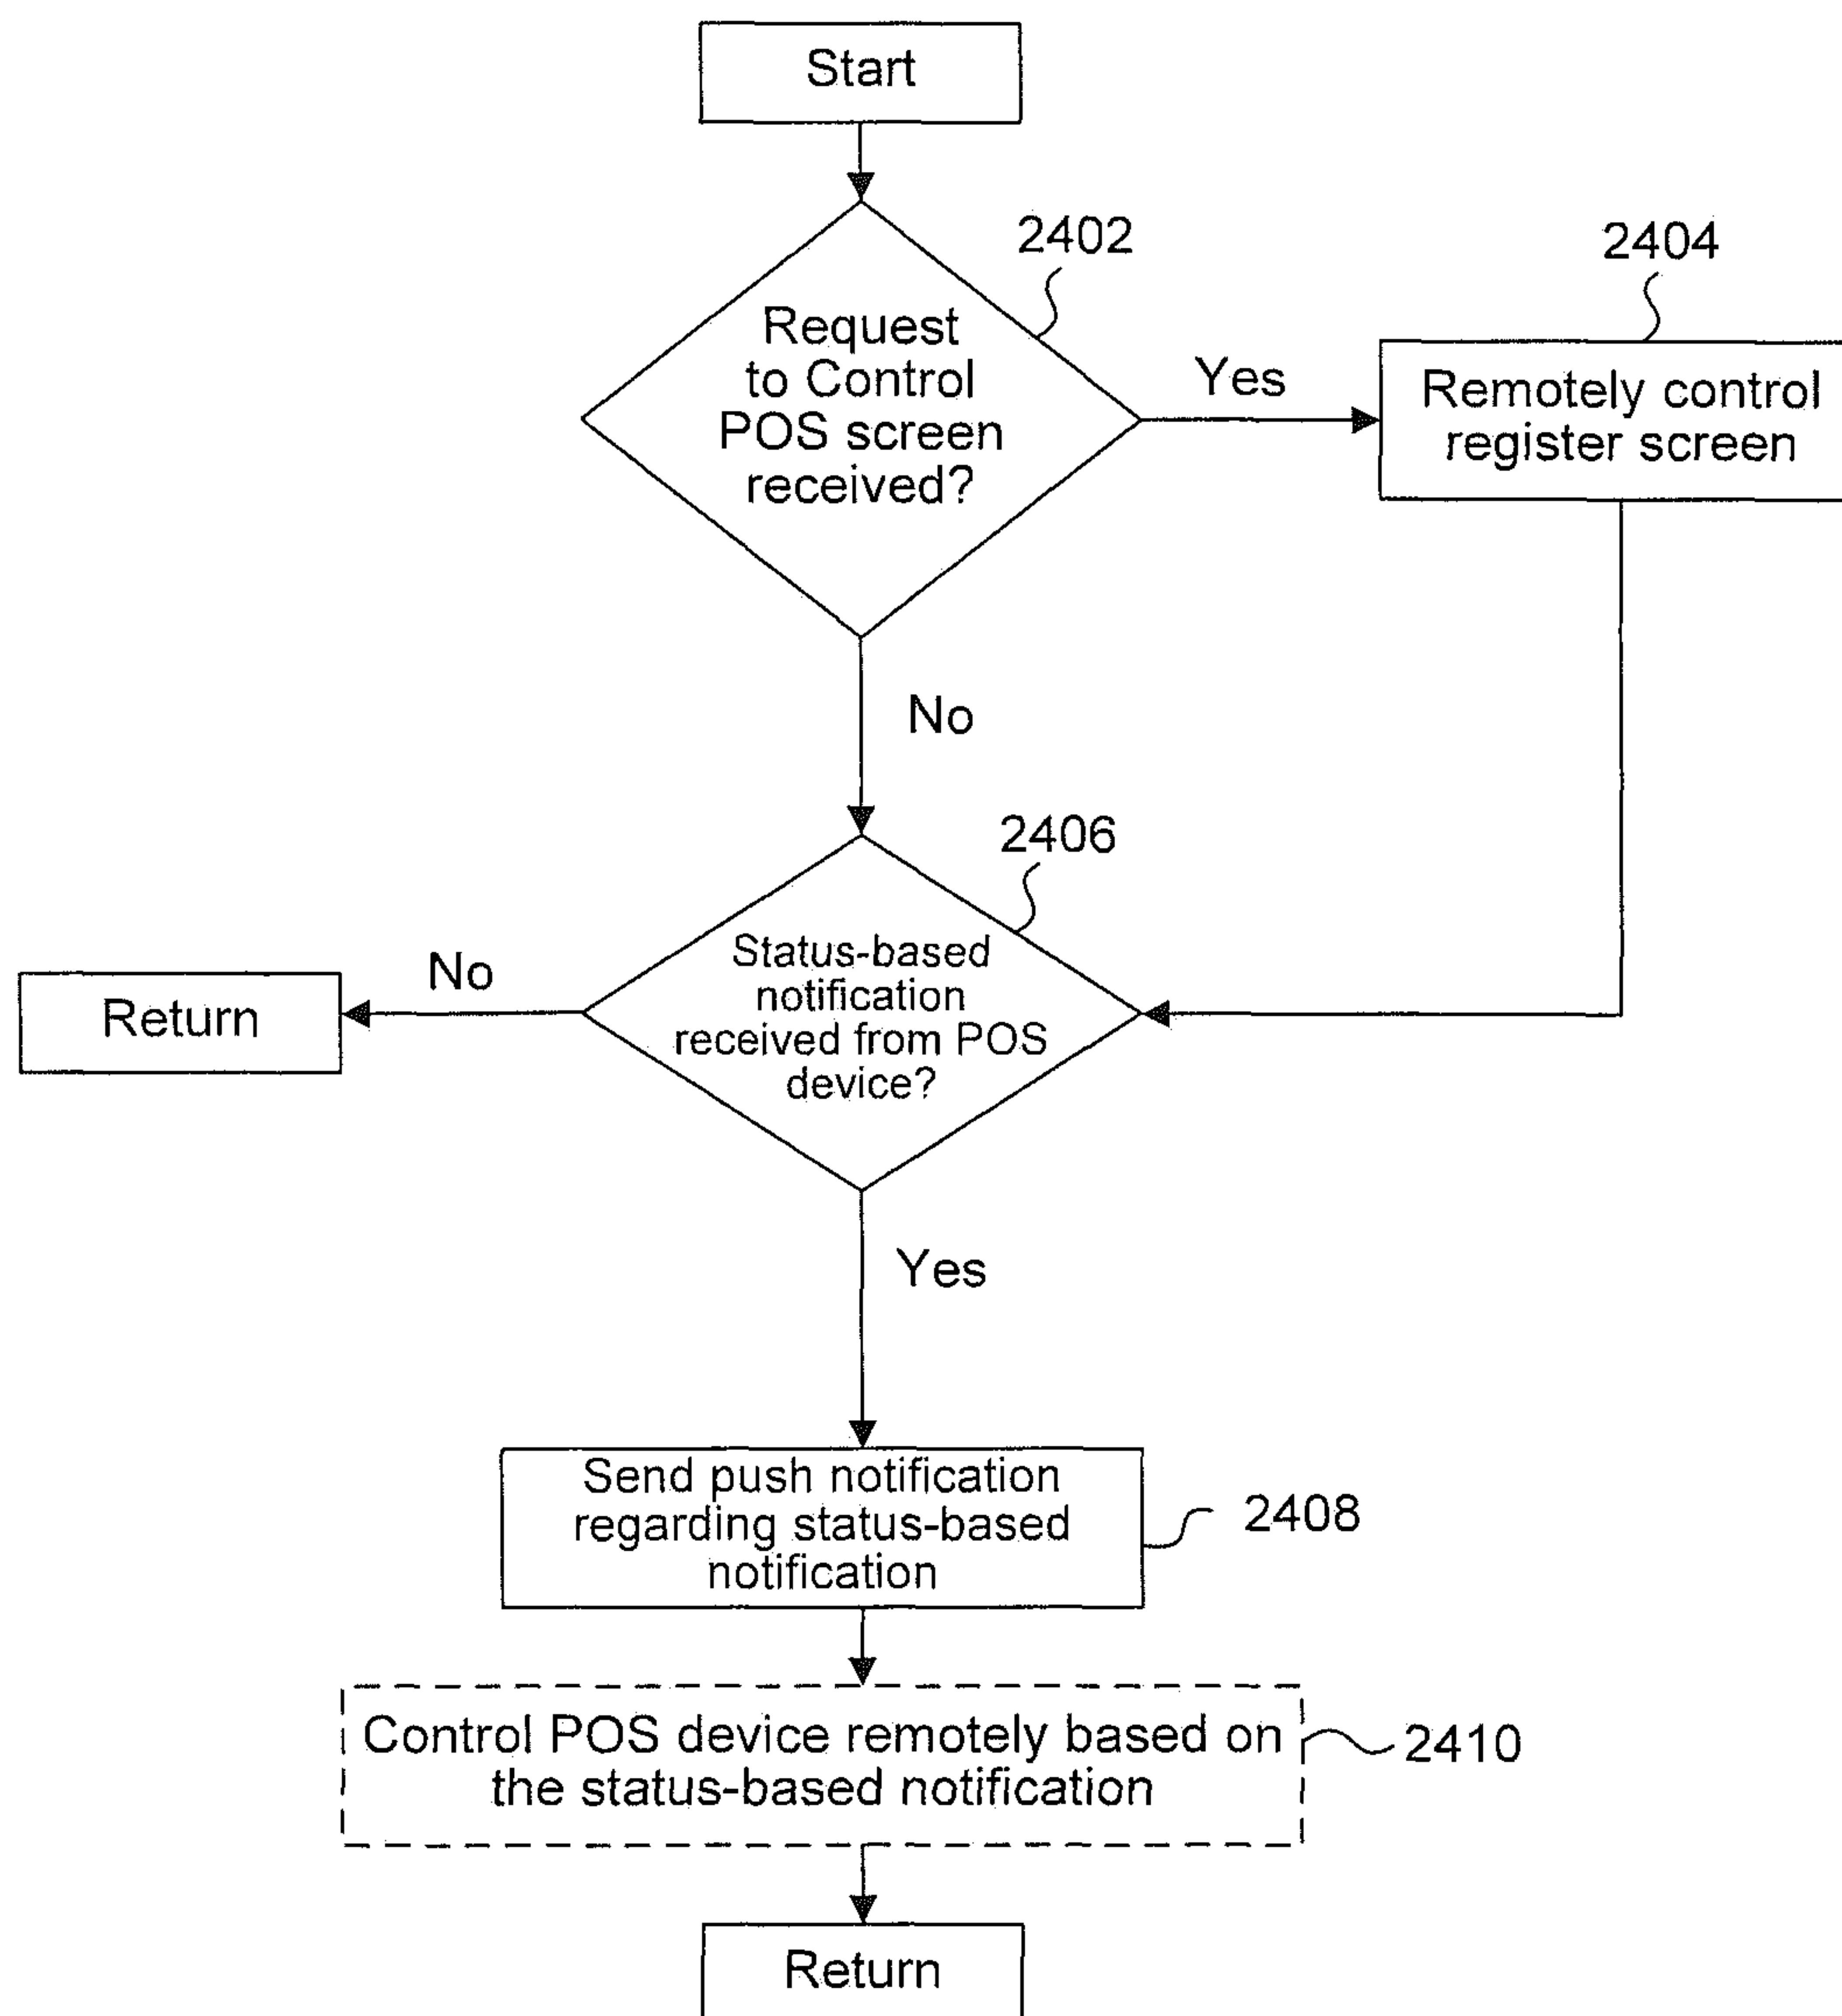 Start
2402
Request
to Control
POS screen
received?
Yes
2404
Remotely control
register screen
No
2406
Status-based
notification
received from POS
device?
No
Return
Yes
Send push notification
regarding status-based
notification
2408
Control POS device remotely based on
the status-based notification
2410
Return